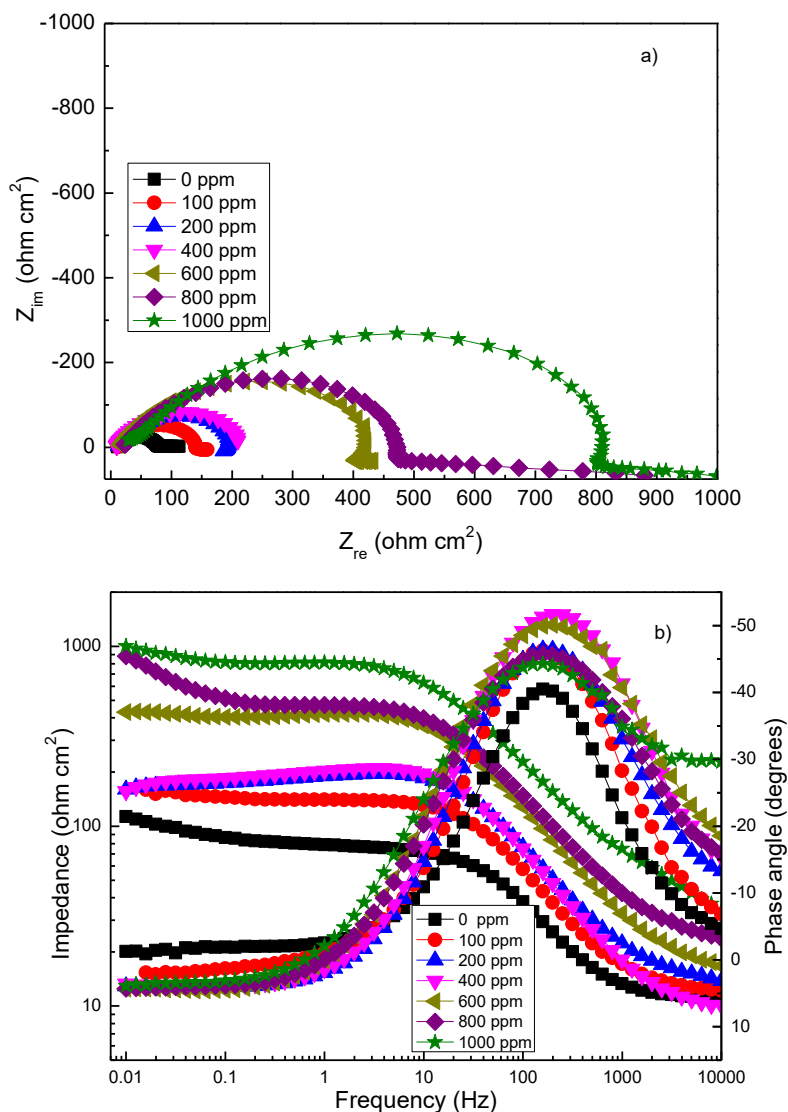 a)
-1000
-800
-600
-400
-200
0
Z_im (ohm cm²)
0 ppm
100 ppm
200 ppm
400 ppm
600 ppm
800 ppm
1000 ppm
0 100 200 300 400 500 600 700 800 900 1000
Z_re (ohm cm²)
b)
1000
100
10
Impedance (ohm cm²)
-50
-40
-30
-20
-10
0
10
Phase angle (degrees)
0 ppm
100 ppm
200 ppm
400 ppm
600 ppm
800 ppm
1000 ppm
0.01 0.1 1 10 100 1000 10000
Frequency (Hz)